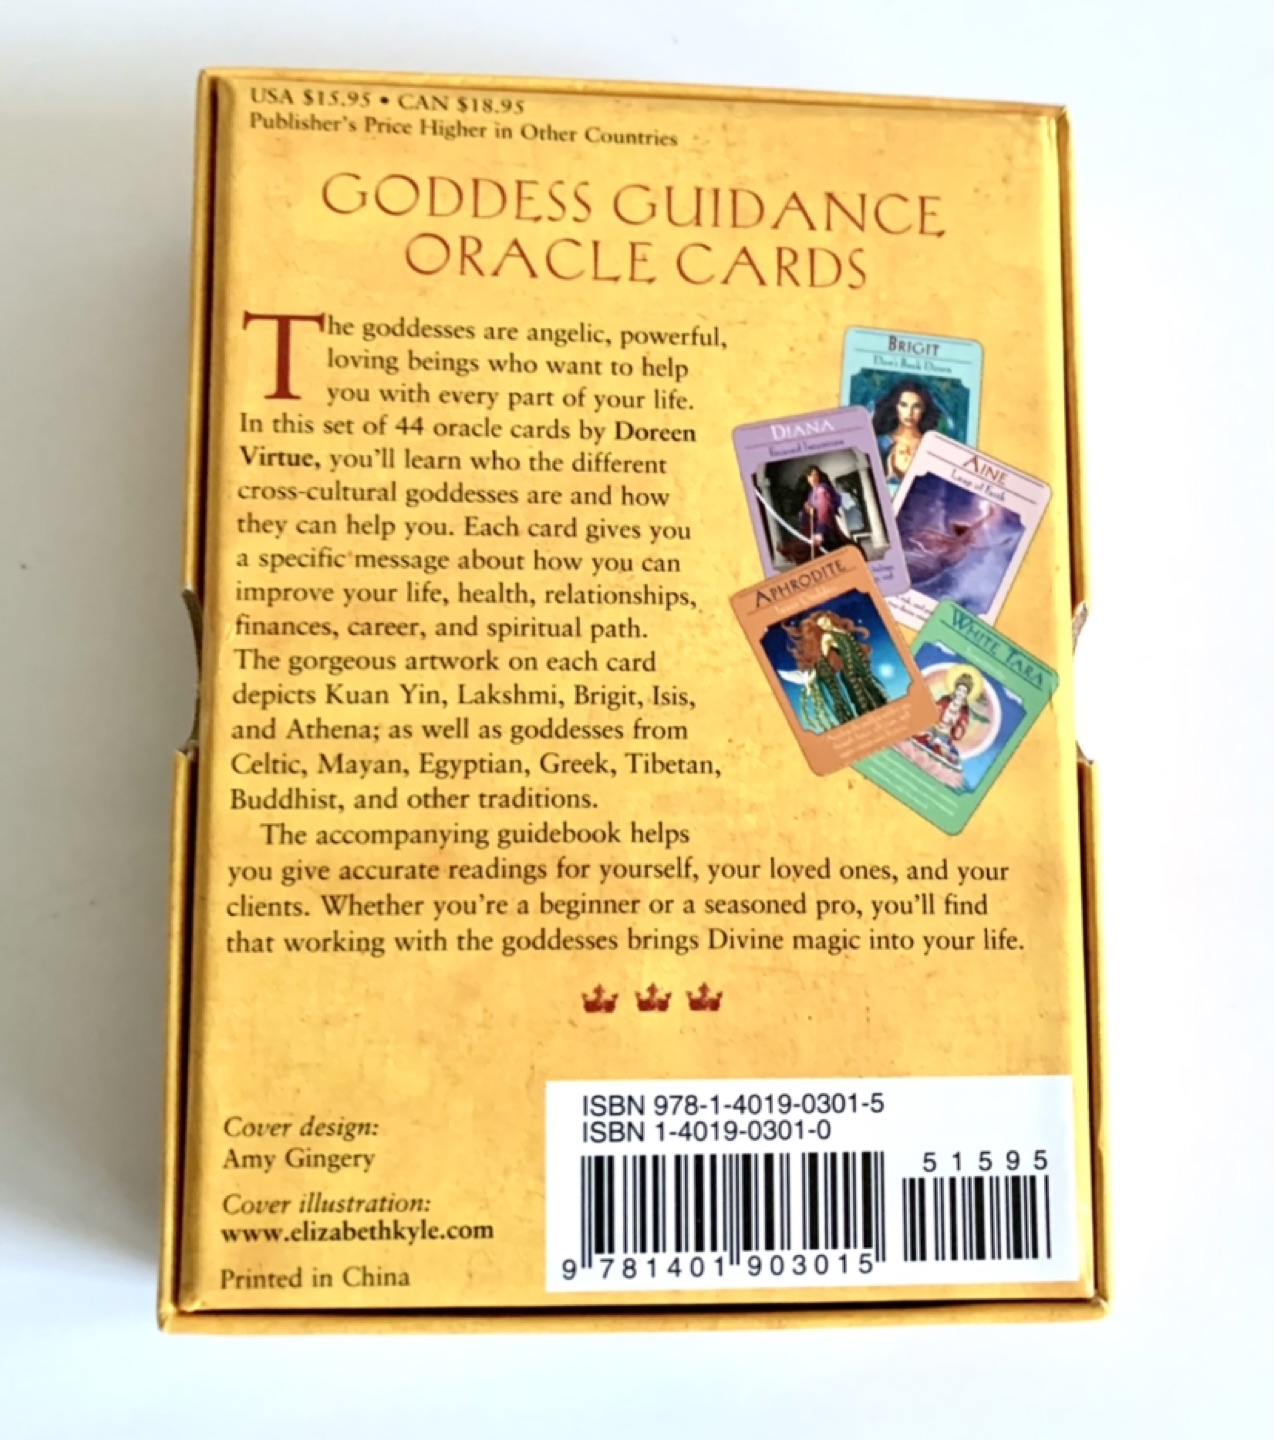 USA $15.95 • CAN $18.95
Publisher's Price Higher in Other Countries
GODDESS GUIDANCE
ORACLE CARDS
The goddesses are angelic, powerful,
loving beings who want to help
you with every part of your life.
In this set of 44 oracle cards by Doreen
Virtue, you'll learn who the different
cross-cultural goddesses are and how
they can help you. Each card gives you
a specific message about how you can
improve your life, health, relationships,
finances, career, and spiritual path.
The gorgeous artwork on each card
depicts Kuan Yin, Lakshmi, Brigit, Isis,
and Athena; as well as goddesses from
Celtic, Mayan, Egyptian, Greek, Tibetan,
Buddhist, and other traditions.
The accompanying guidebook helps
you give accurate readings for yourself, your loved ones, and your
clients. Whether you're a beginner or a seasoned pro, you'll find
that working with the goddesses brings Divine magic into your life.
BRIGIT
Don't Back Down
DIANA
Focused Intention
AINE
Leap of Faith
APHRODITE
WHITE TARA
Cover design:
Amy Gingery
Cover illustration:
www.elizabethkyle.com
Printed in China
ISBN 978-1-4019-0301-5
ISBN 1-4019-0301-0
51595
9 781401 903015